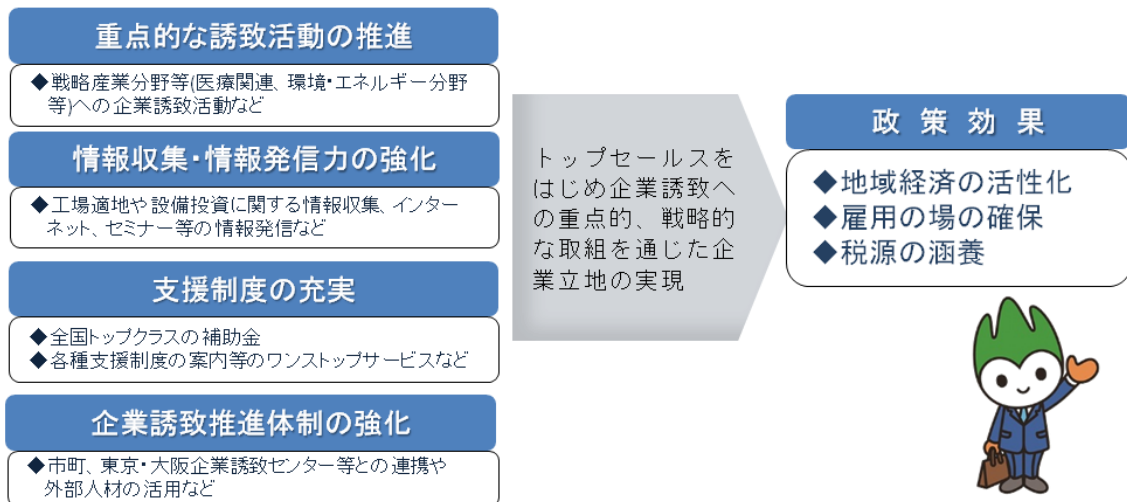 重点的な誘致活動の推進
◆戦略産業分野等(医療関連、環境・エネルギー分野
等)への企業誘致活動など
情報収集・情報発信力の強化
◆工場適地や設備投資に関する情報収集、インター
ネット、セミナー等の情報発信など
支援制度の充実
◆全国トップクラスの補助金
◆各種支援制度の案内等のワンストップサービスなど
企業誘致推進体制の強化
◆市町、東京・大阪企業誘致センター等との連携や
外部人材の活用など
トップセールスを
はじめ企業誘致へ
の重点的、戦略的
な取組を通じた企
業立地の実現
政策効果
◆地域経済の活性化
◆雇用の場の確保
◆税源の涵養